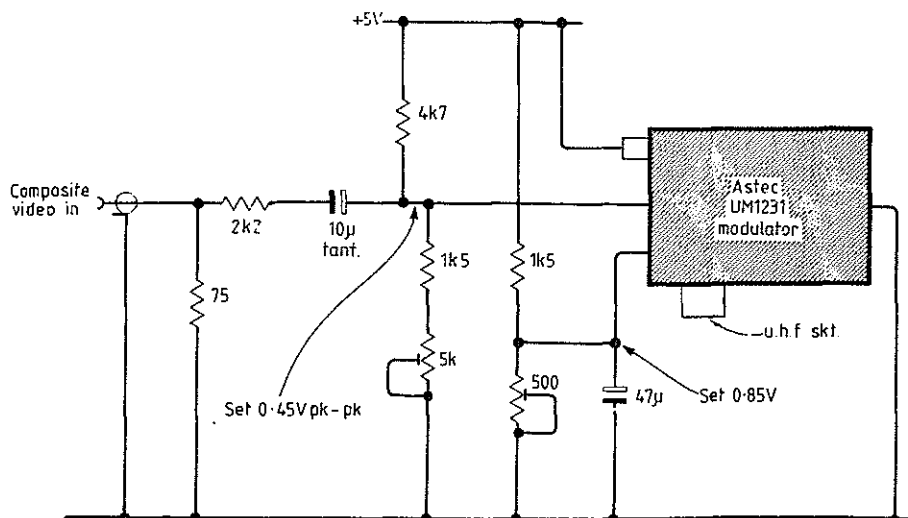 +5V
4k7
Composite
video in
2k2
10µ
tant.
Astec
UM1231
modulator
1k5
1k5
75
u.h.f skt.
5k
500
47µ
Set 0·45V pk-pk
Set 0·85V